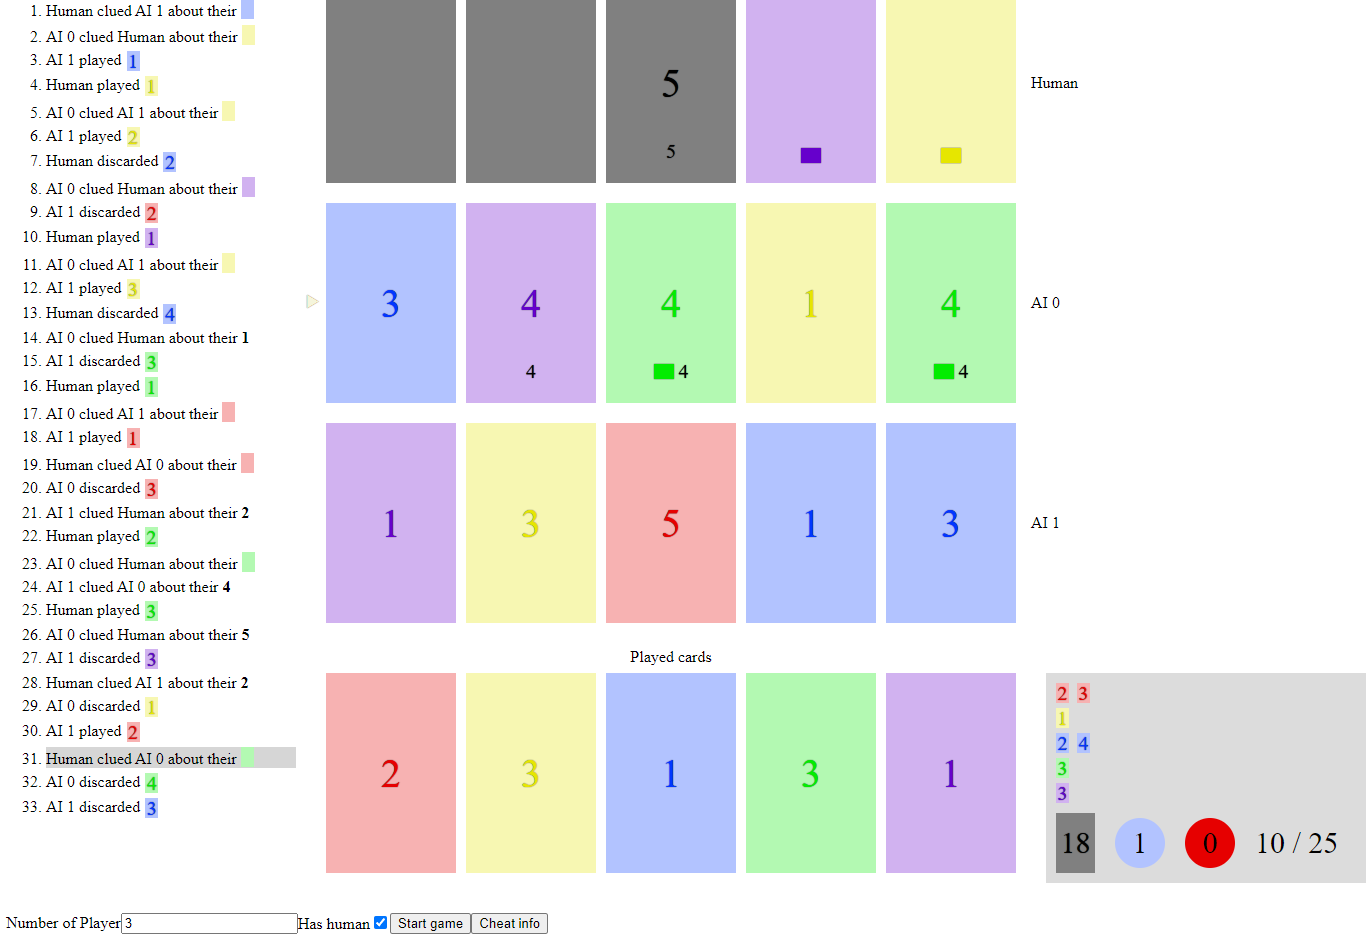 1. Human clued AI 1 about their
2. AI 0 clued Human about their
3. AI 1 played 1
4. Human played 1
5. AI 0 clued AI 1 about their
6. AI 1 played 2
7. Human discarded 2
8. AI 0 clued Human about their
9. AI 1 discarded 2
10. Human played 1
11. AI 0 clued AI 1 about their
12. AI 1 played 3
13. Human discarded 4
14. AI 0 clued Human about their 1
15. AI 1 discarded 3
16. Human played 1
17. AI 0 clued AI 1 about their
18. AI 1 played 1
19. Human clued AI 0 about their
20. AI 0 discarded 3
21. AI 1 clued Human about their 2
22. Human played 2
23. AI 0 clued Human about their
24. AI 1 clued AI 0 about their 4
25. Human played 3
26. AI 0 clued Human about their 5
27. AI 1 discarded 3
28. Human clued AI 1 about their 2
29. AI 0 discarded 1
30. AI 1 played 2
31. Human clued AI 0 about their
32. AI 0 discarded 4
33. AI 1 discarded 3
5
5
Human
3 4 4 1 4
4 4 4
AI 0
1 3 5 1 3
AI 1
Played cards
2 3 1 3 1
2 3
1
2 4
3
3
18 1 0 10 / 25
Number of Player 3 Has human Start game Cheat info